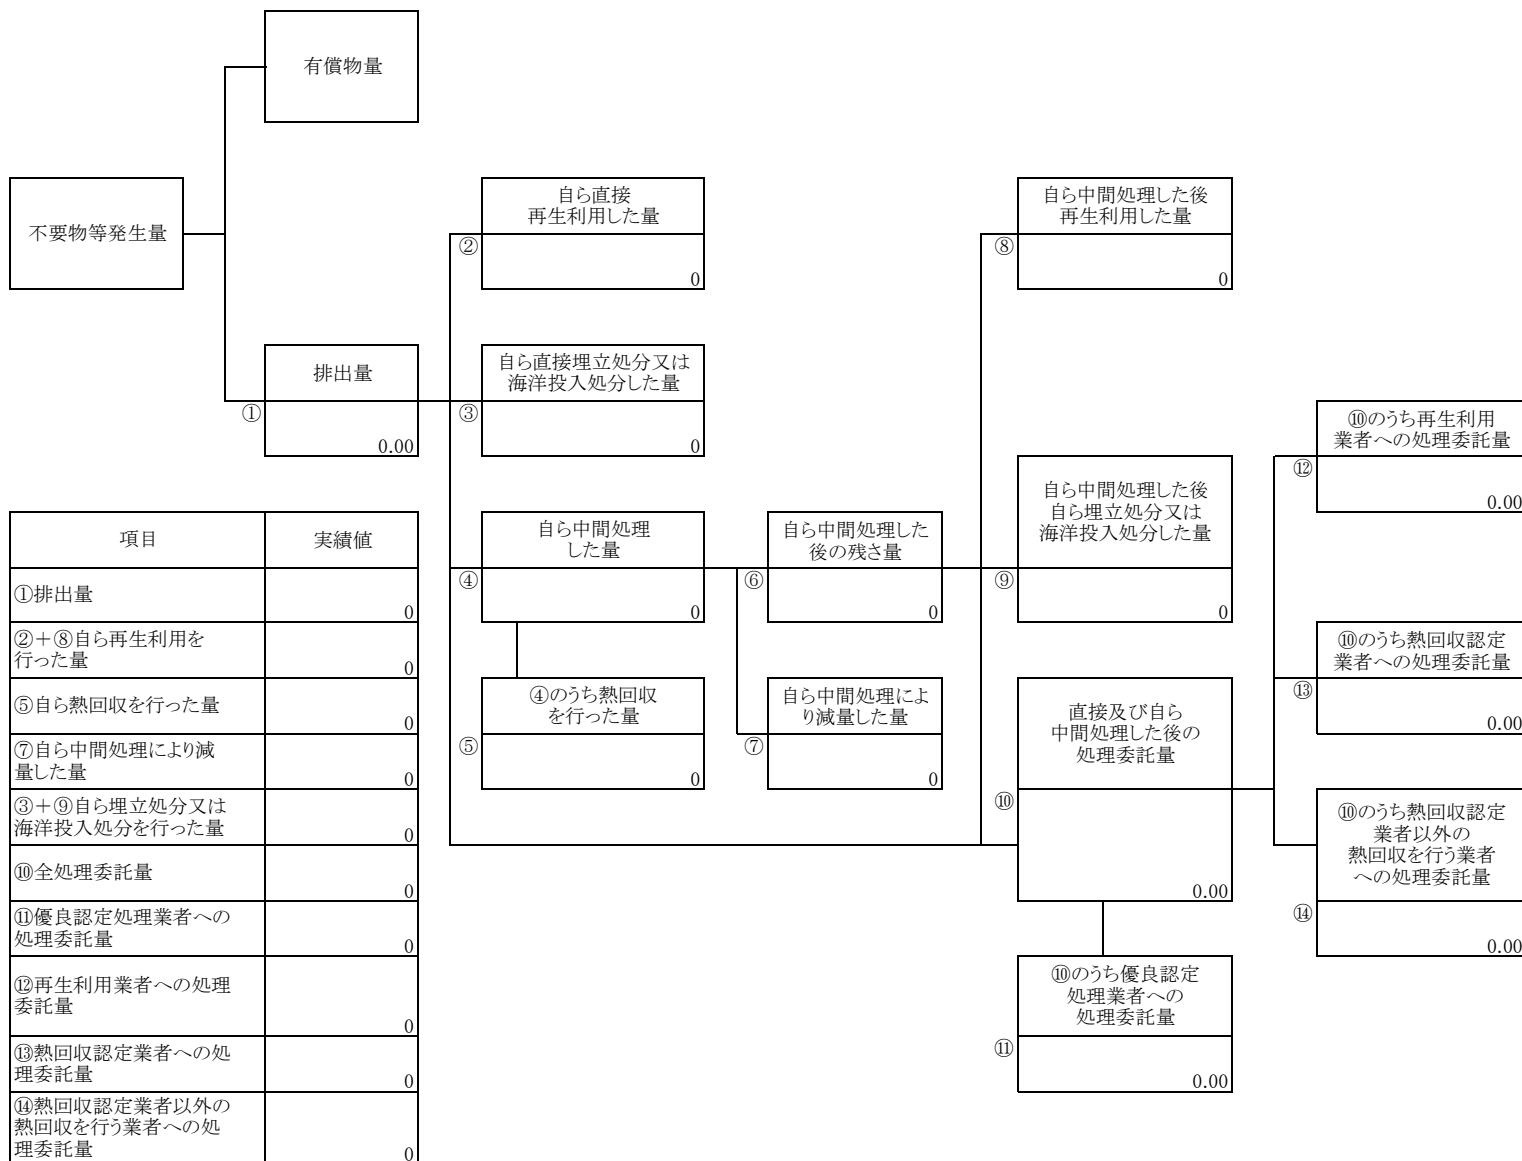 有償物量
不要物等発生量
自ら直接
再生利用した量
②
0
自ら中間処理した後
再生利用した量
⑧
0
排出量
①
0.00
自ら直接埋立処分又は
海洋投入処分した量
③
0
⑩のうち再生利用
業者への処理委託量
⑫
0.00
自ら中間処理
した量
④
0
自ら中間処理した
後の残さ量
⑥
0
自ら中間処理した後
自ら埋立処分又は
海洋投入処分した量
⑨
0
⑩のうち熱回収認定
業者への処理委託量
⑬
0.00
④のうち熱回収
を行った量
⑤
0
自ら中間処理によ
り減量した量
⑦
0
直接及び自ら
中間処理した後の
処理委託量
⑩
0.00
⑩のうち熱回収認定
業者以外の
熱回収を行う業者
への処理委託量
⑭
0.00
⑩のうち優良認定
処理業者への
処理委託量
⑪
0.00
項目 実績値
①排出量
0
②+⑧自ら再生利用を
行った量
0
⑤自ら熱回収を行った量
0
⑦自ら中間処理により減
量した量
0
③+⑨自ら埋立処分又は
海洋投入処分を行った量
0
⑩全処理委託量
0
⑪優良認定処理業者への
処理委託量
0
⑫再生利用業者への処理
委託量
0
⑬熱回収認定業者への処
理委託量
0
⑭熱回収認定業者以外の
熱回収を行う業者への処
理委託量
0